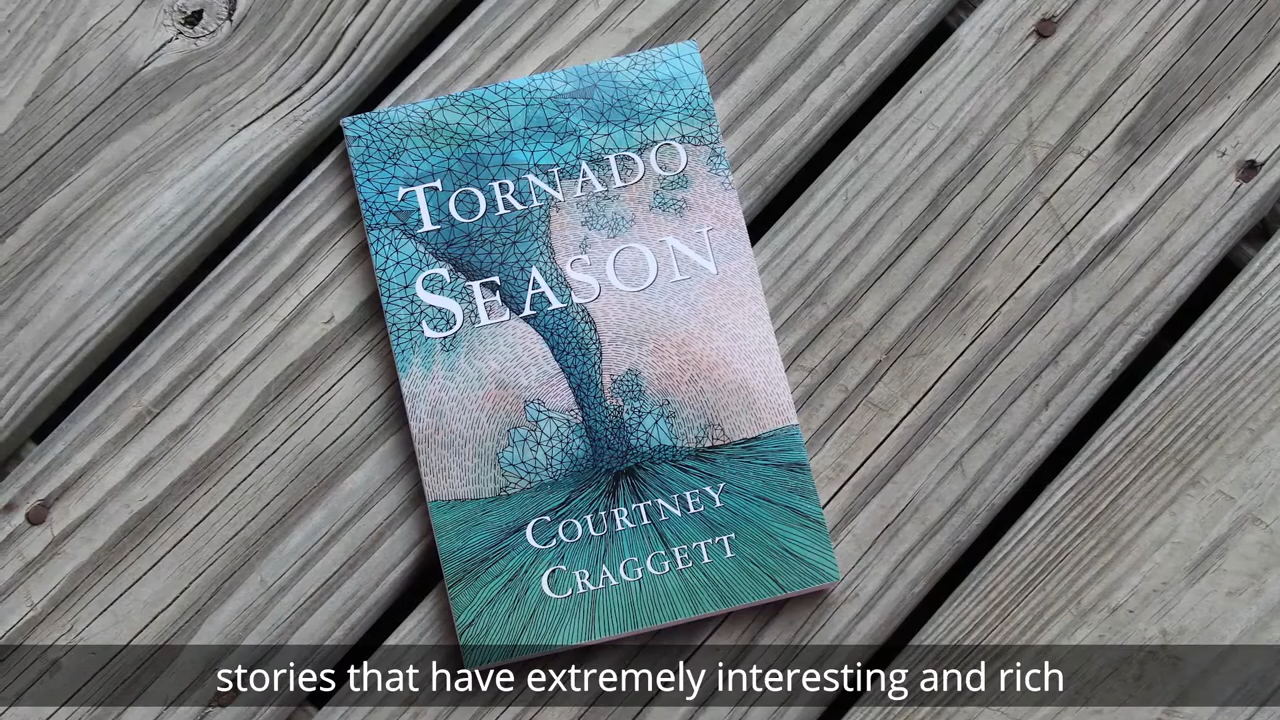 TORNADO
SEASON
COURTNEY
CRAGGETT
stories that have extremely interesting and rich